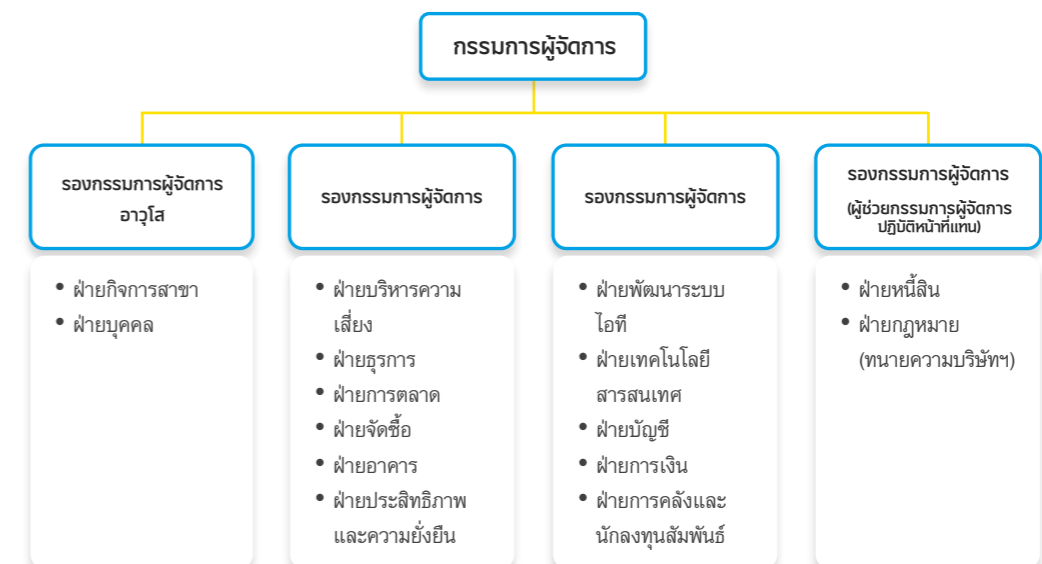 กรรมการผู้จัดการ
รองกรรมการผู้จัดการ
อาวุโส
• ฝ่ายกิจการสาขา
• ฝ่ายบุคคล
รองกรรมการผู้จัดการ
• ฝ่ายบริหารความ
เสี่ยง
• ฝ่ายธุรการ
• ฝ่ายการตลาด
• ฝ่ายจัดซื้อ
• ฝ่ายอาคาร
• ฝ่ายประสิทธิภาพ
และความยั่งยืน
รองกรรมการผู้จัดการ
• ฝ่ายพัฒนาระบบ
ไอที
• ฝ่ายเทคโนโลยี
สารสนเทศ
• ฝ่ายบัญชี
• ฝ่ายการเงิน
• ฝ่ายการคลังและ
นักลงทุนสัมพันธ์
รองกรรมการผู้จัดการ
(ผู้ช่วยกรรมการผู้จัดการ
ปฏิบัติหน้าที่แทน)
• ฝ่ายหนี้สิน
• ฝ่ายกฎหมาย
(ทนายความบริษัทฯ)